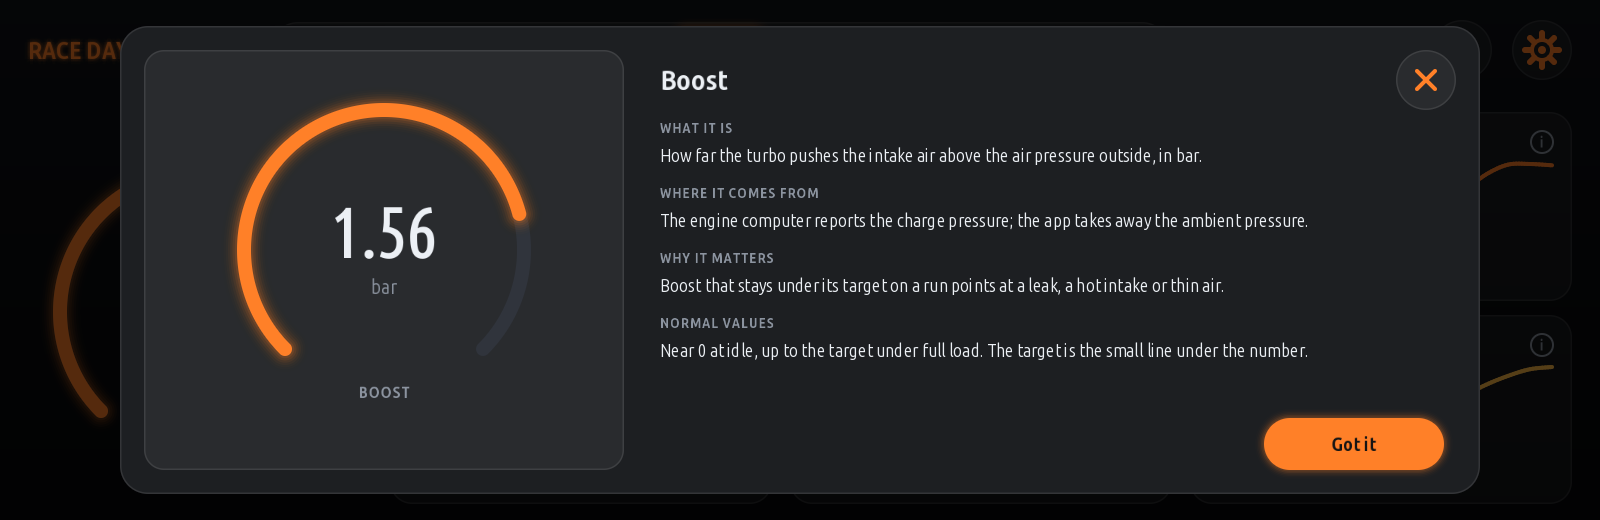 RACE DAY
1.56
bar
BOOST
Boost
WHAT IT IS
How far the turbo pushes the intake air above the air pressure outside, in bar.
WHERE IT COMES FROM
The engine computer reports the charge pressure; the app takes away the ambient pressure.
WHY IT MATTERS
Boost that stays under its target on a run points at a leak, a hot intake or thin air.
NORMAL VALUES
Near 0 at idle, up to the target under full load. The target is the small line under the number.
Got it